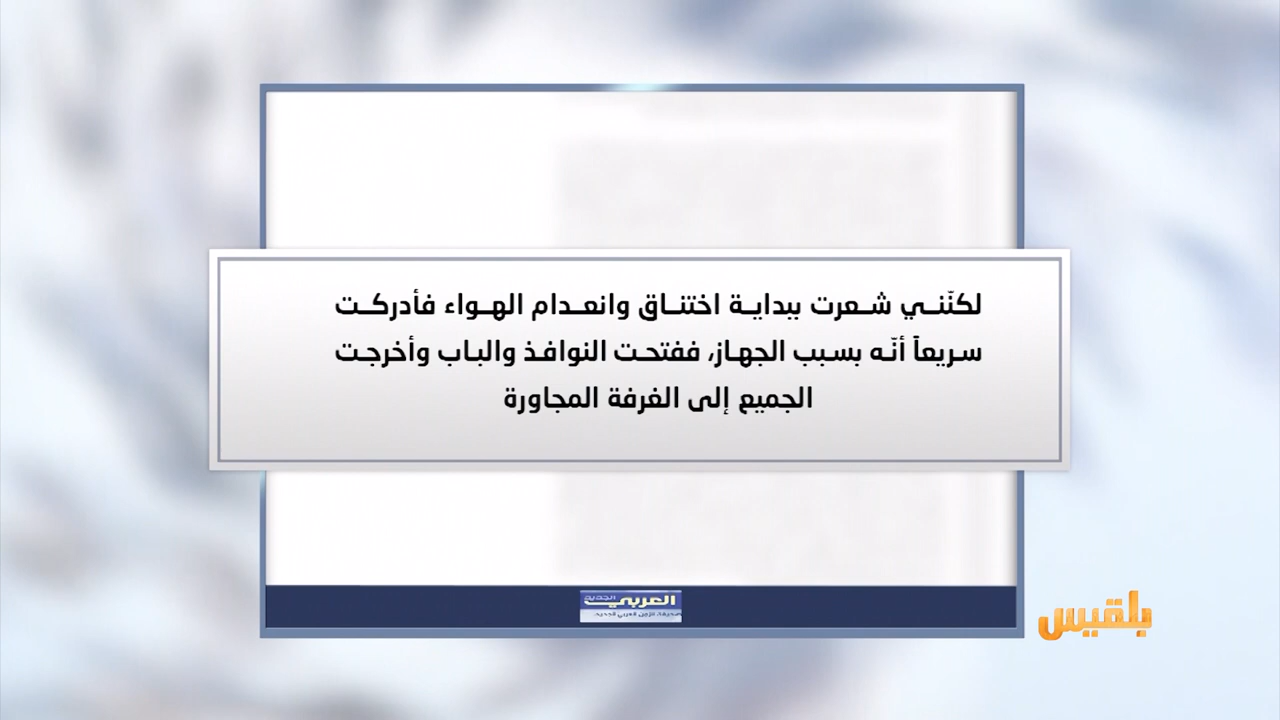 لكنّني شعرت ببداية اختناق وانعدام الهواء فأدركت
سريعاً أنّه بسبب الجهاز، ففتحت النوافذ والباب وأخرجت
الجميع إلى الغرفة المجاورة
العربي الجديد
بلقيس